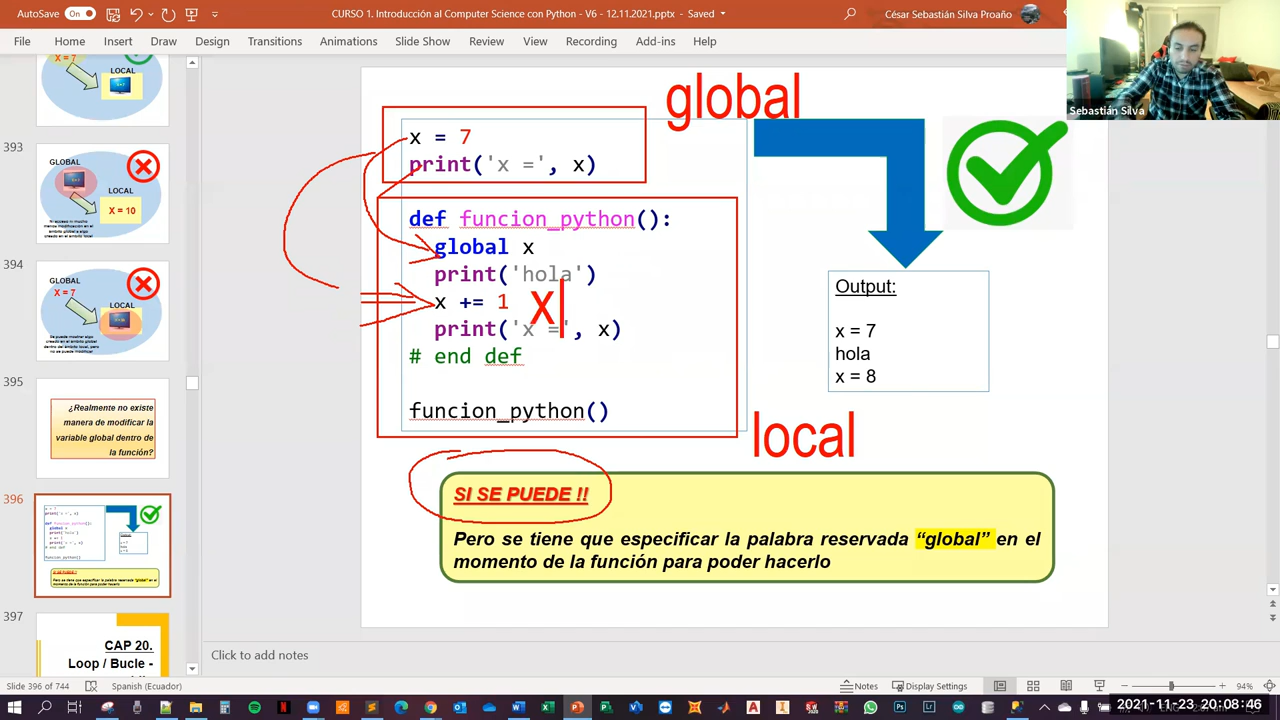 AutoSave
On
CURSO 1. Introducción al Computer Science con Python - V6 - 12.11.2021.pptx • Saved
César Sebastián Silva Proaño
File Home Insert Draw Design Transitions Animations Slide Show Review View Recording Add-ins Help
Sebastián Silva
X = 7
LOCAL
393
GLOBAL
LOCAL
X = 10
394
GLOBAL
X = 7
LOCAL
395
¿Realmente no existe
manera de modificar la
variable global dentro de
la función?
396
397
CAP 20.
Loop / Bucle -
global
x = 7
print('x =', x)
def funcion_python():
global x
print('hola')
x += 1
X
print('x =', x)
# end def
funcion_python()
local
Output:
x = 7
hola
x = 8
SI SE PUEDE !!
Pero se tiene que especificar la palabra reservada “global” en el
momento de la función para poder hacerlo
Click to add notes
Slide 396 of 744
Spanish (Ecuador)
Notes
Display Settings
94%
2021-11-23 20:08:46